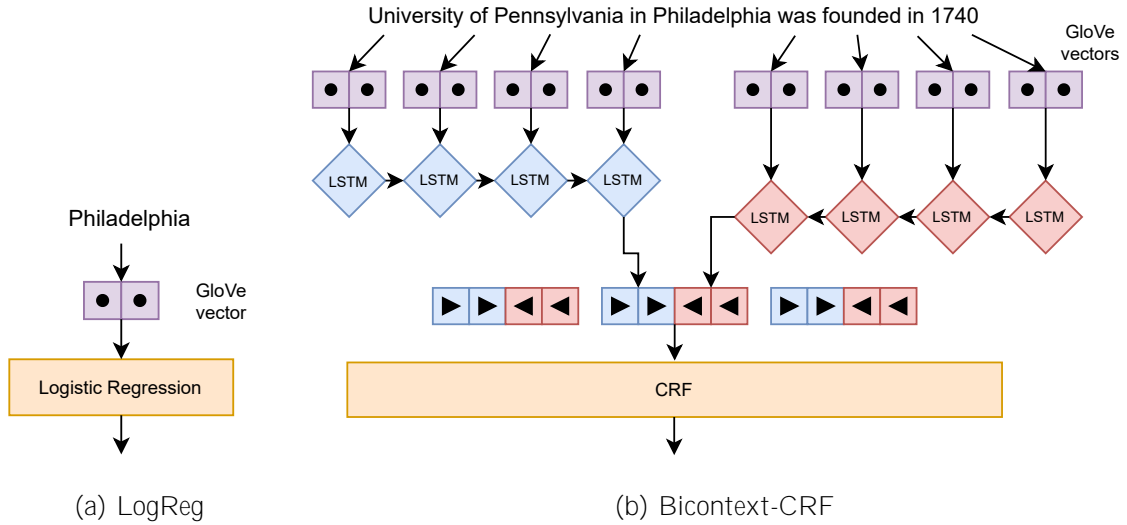 University of Pennsylvania in Philadelphia was founded in 1740
GloVe
vectors
LSTM LSTM LSTM LSTM
LSTM LSTM LSTM LSTM
Philadelphia
GloVe
vector
Logistic Regression
CRF
(a) LogReg
(b) Bicontext-CRF